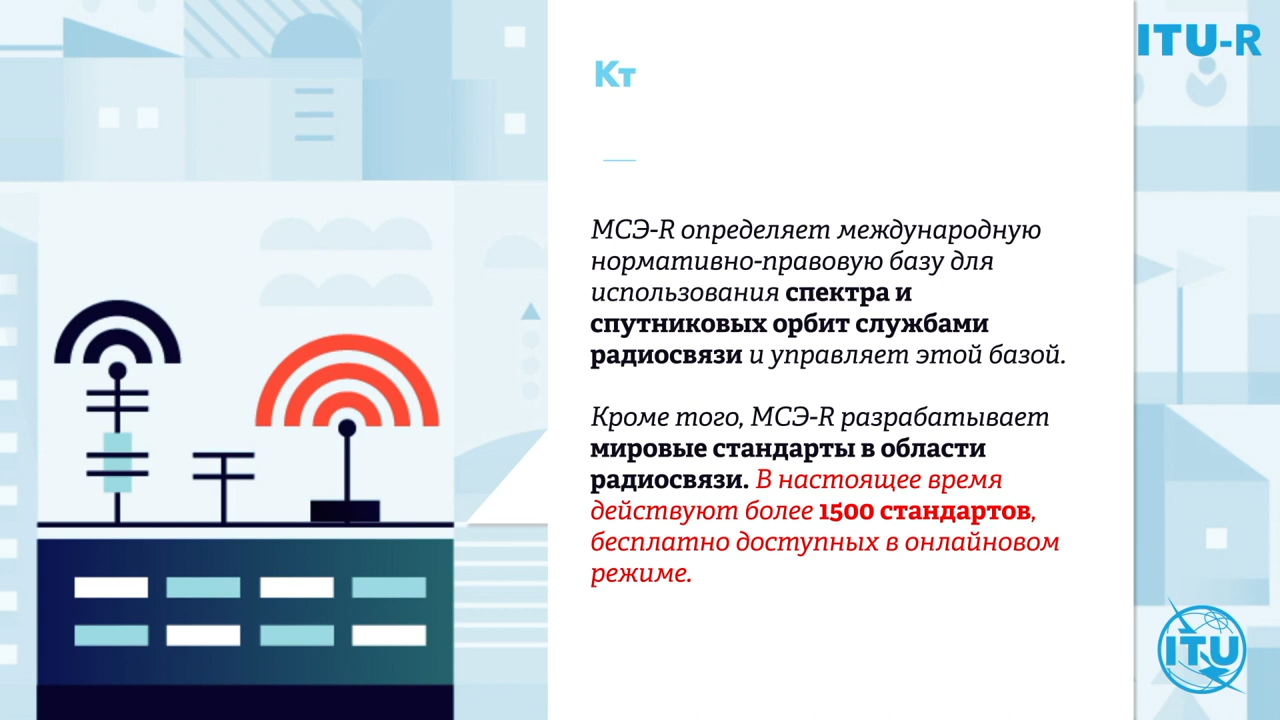 ITU-R
Кт
МСЭ-R определяет международную
нормативно-правовую базу для
использования спектра и
спутниковых орбит службами
радиосвязи и управляет этой базой.
Кроме того, МСЭ-R разрабатывает
мировые стандарты в области
радиосвязи. В настоящее время
действуют более 1500 стандартов,
бесплатно доступных в онлайновом
режиме.
ITU